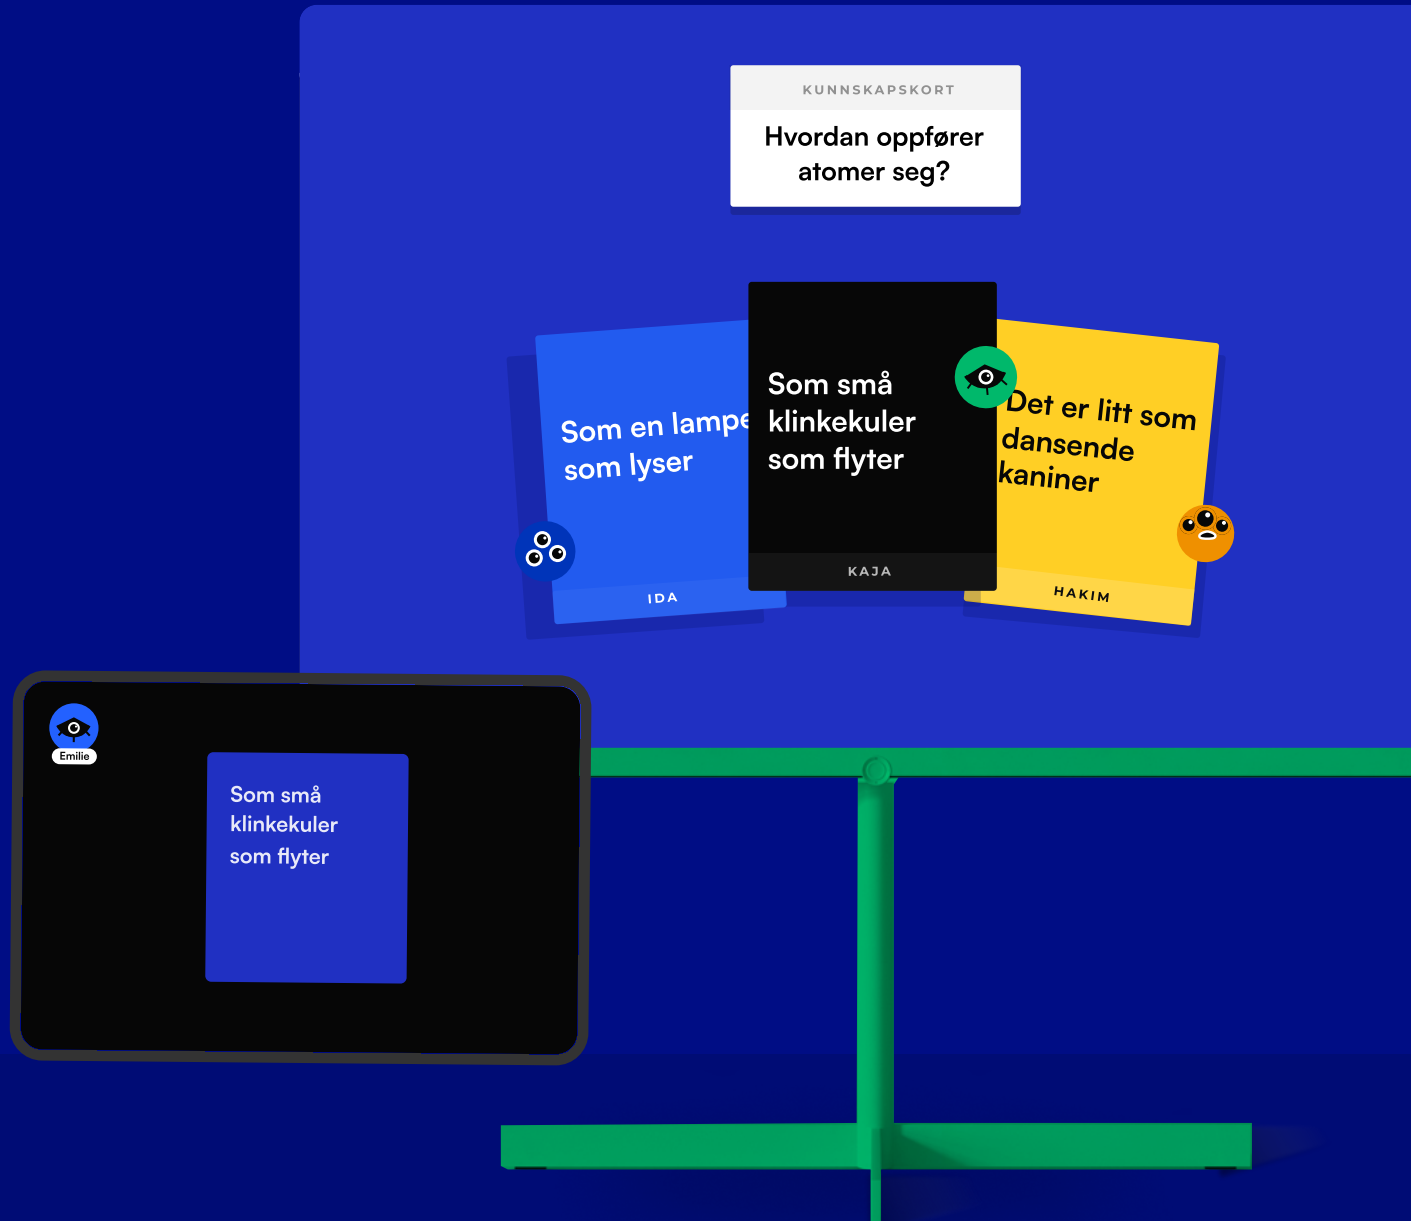 KUNNSKAPSKORT
Hvordan oppfører
atomer seg?
Som en lampe
som lyser
IDA
Som små
klinkekuler
som flyter
KAJA
Det er litt som
dansende
kaniner
HAKIM
Emilie
Som små
klinkekuler
som flyter